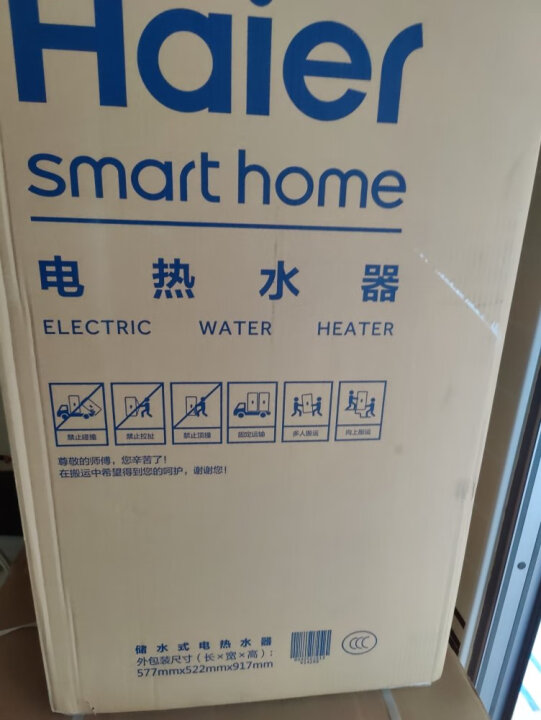 Haier
smart home
电热水器
ELECTRIC WATER HEATER
禁止碰撞 禁止拉扯 禁止顶撞 固定运输 多人搬运 向上搬运
尊敬的师傅，您辛苦了！
在搬运中希望得到您的呵护，谢谢您！
储水式电热水器
外包装尺寸（长×宽×高）：
577mmx522mmx917mm
CCC